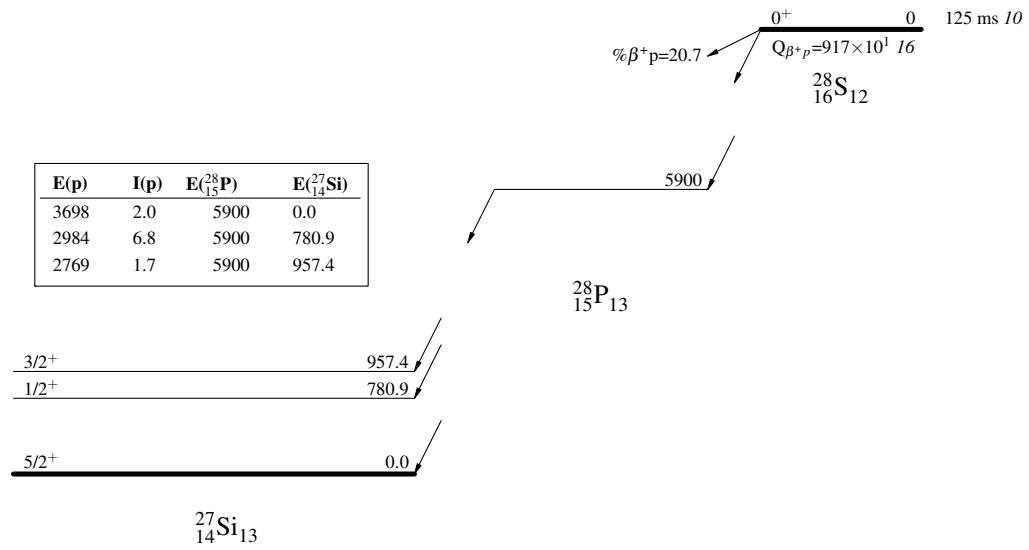 0⁺ 0 125 ms 10
%β⁺p=20.7
Q_{β⁺p}=917×10¹ 16
²⁸₁₆S₁₂
5900
E(p) I(p) E(²⁸₁₅P) E(²⁷₁₄Si)
3698 2.0 5900 0.0
2984 6.8 5900 780.9
2769 1.7 5900 957.4
²⁸₁₅P₁₃
3/2⁺ 957.4
1/2⁺ 780.9
5/2⁺ 0.0
²⁷₁₄Si₁₃